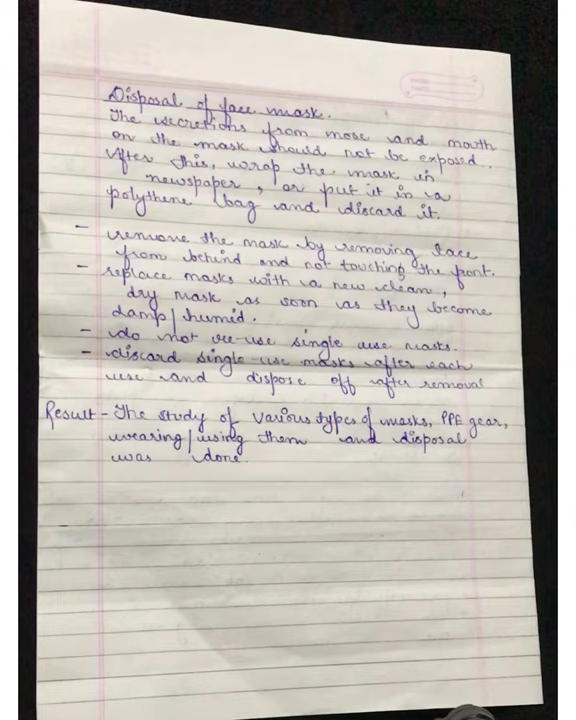 Disposal of face mask.
The secretions from nose and mouth
on the mask should not be exposed.
After this, wrap the mask in
newspaper, or put it in a
polythene bag and discard it.
- remove the mask by removing lace
from behind and not touching the front.
- replace masks with a new clean,
dry mask as soon as they become
damp/humid.
- do not re-use single use masks.
- discard single-use masks after each
use and dispose off after removal
Result - The study of various types of masks, PPE gear,
wearing/using them and disposal
was done.